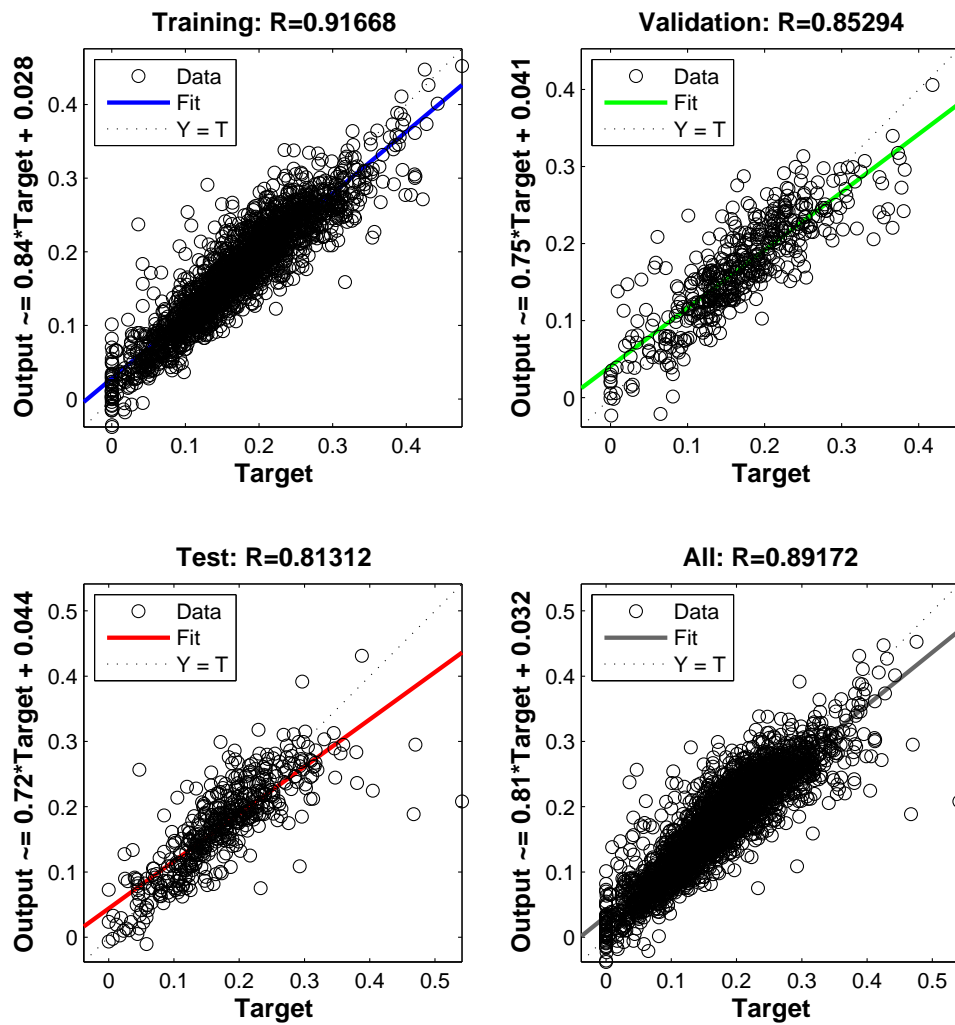 Training: R=0.91668
Output ~= 0.84*Target + 0.028
0.4
0.3
0.2
0.1
0
Data
Fit
Y = T
0 0.1 0.2 0.3 0.4
Target
Validation: R=0.85294
Output ~= 0.75*Target + 0.041
0.4
0.3
0.2
0.1
0
Data
Fit
Y = T
0 0.1 0.2 0.3 0.4
Target
Test: R=0.81312
Output ~= 0.72*Target + 0.044
0.5
0.4
0.3
0.2
0.1
0
Data
Fit
Y = T
0 0.1 0.2 0.3 0.4 0.5
Target
All: R=0.89172
Output ~= 0.81*Target + 0.032
0.5
0.4
0.3
0.2
0.1
0
Data
Fit
Y = T
0 0.1 0.2 0.3 0.4 0.5
Target